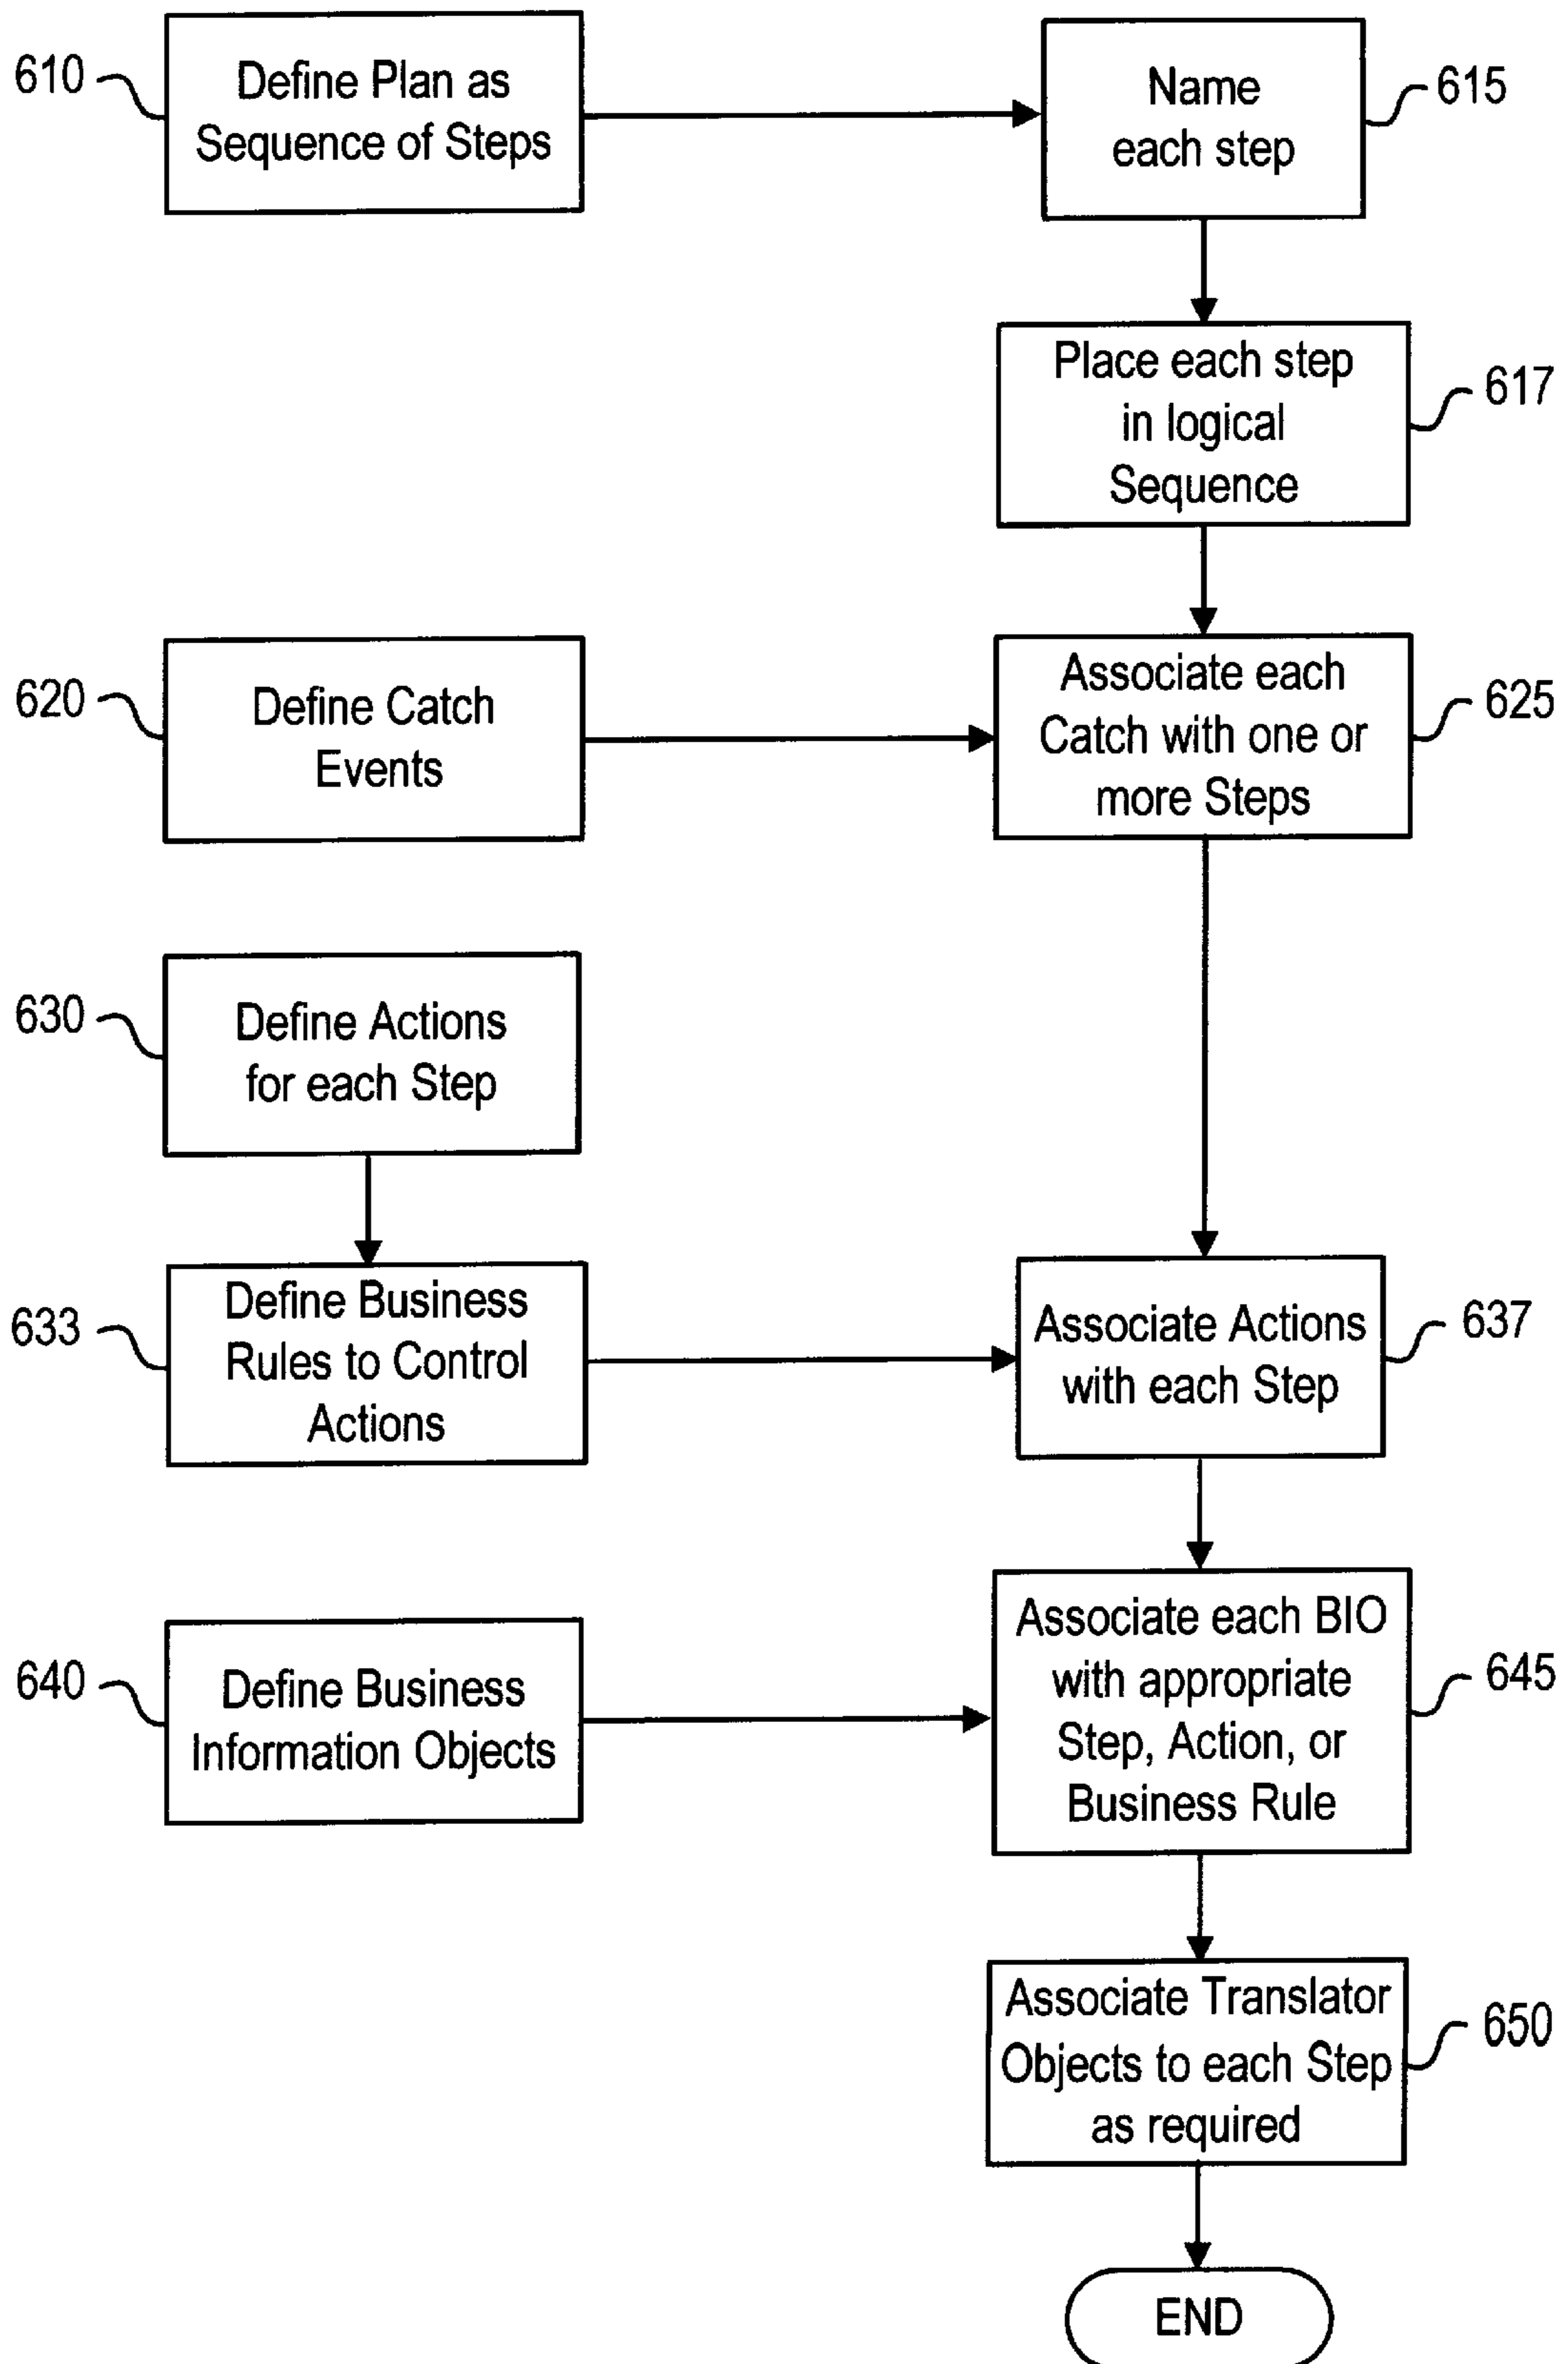 610
Define Plan as
Sequence of Steps
Name
each step
615
Place each step
in logical
Sequence
617
620
Define Catch
Events
Associate each
Catch with one or
more Steps
625
630
Define Actions
for each Step
633
Define Business
Rules to Control
Actions
Associate Actions
with each Step
637
640
Define Business
Information Objects
Associate each BIO
with appropriate
Step, Action, or
Business Rule
645
Associate Translator
Objects to each Step
as required
650
END